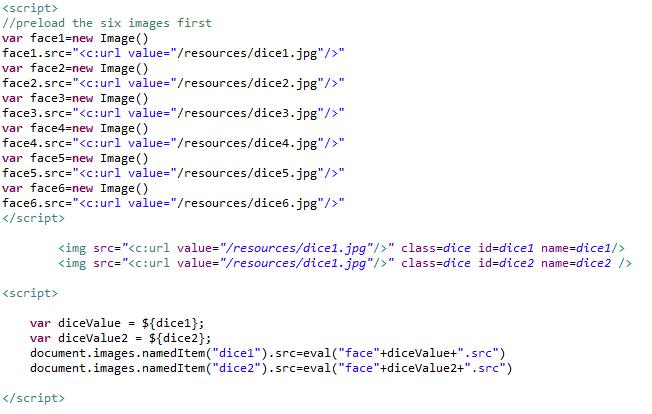 <script>
//preload the six images first
var face1=new Image()
face1.src="<c:url value="/resources/dice1.jpg"/>"
var face2=new Image()
face2.src="<c:url value="/resources/dice2.jpg"/>"
var face3=new Image()
face3.src="<c:url value="/resources/dice3.jpg"/>"
var face4=new Image()
face4.src="<c:url value="/resources/dice4.jpg"/>"
var face5=new Image()
face5.src="<c:url value="/resources/dice5.jpg"/>"
var face6=new Image()
face6.src="<c:url value="/resources/dice6.jpg"/>"
</script>
<img src="<c:url value="/resources/dice1.jpg"/>" class=dice id=dice1 name=dice1/>
<img src="<c:url value="/resources/dice1.jpg"/>" class=dice id=dice2 name=dice2 />
<script>
var diceValue = ${dice1};
var diceValue2 = ${dice2};
document.images.namedItem("dice1").src=eval("face"+diceValue+".src")
document.images.namedItem("dice2").src=eval("face"+diceValue2+".src")
</script>